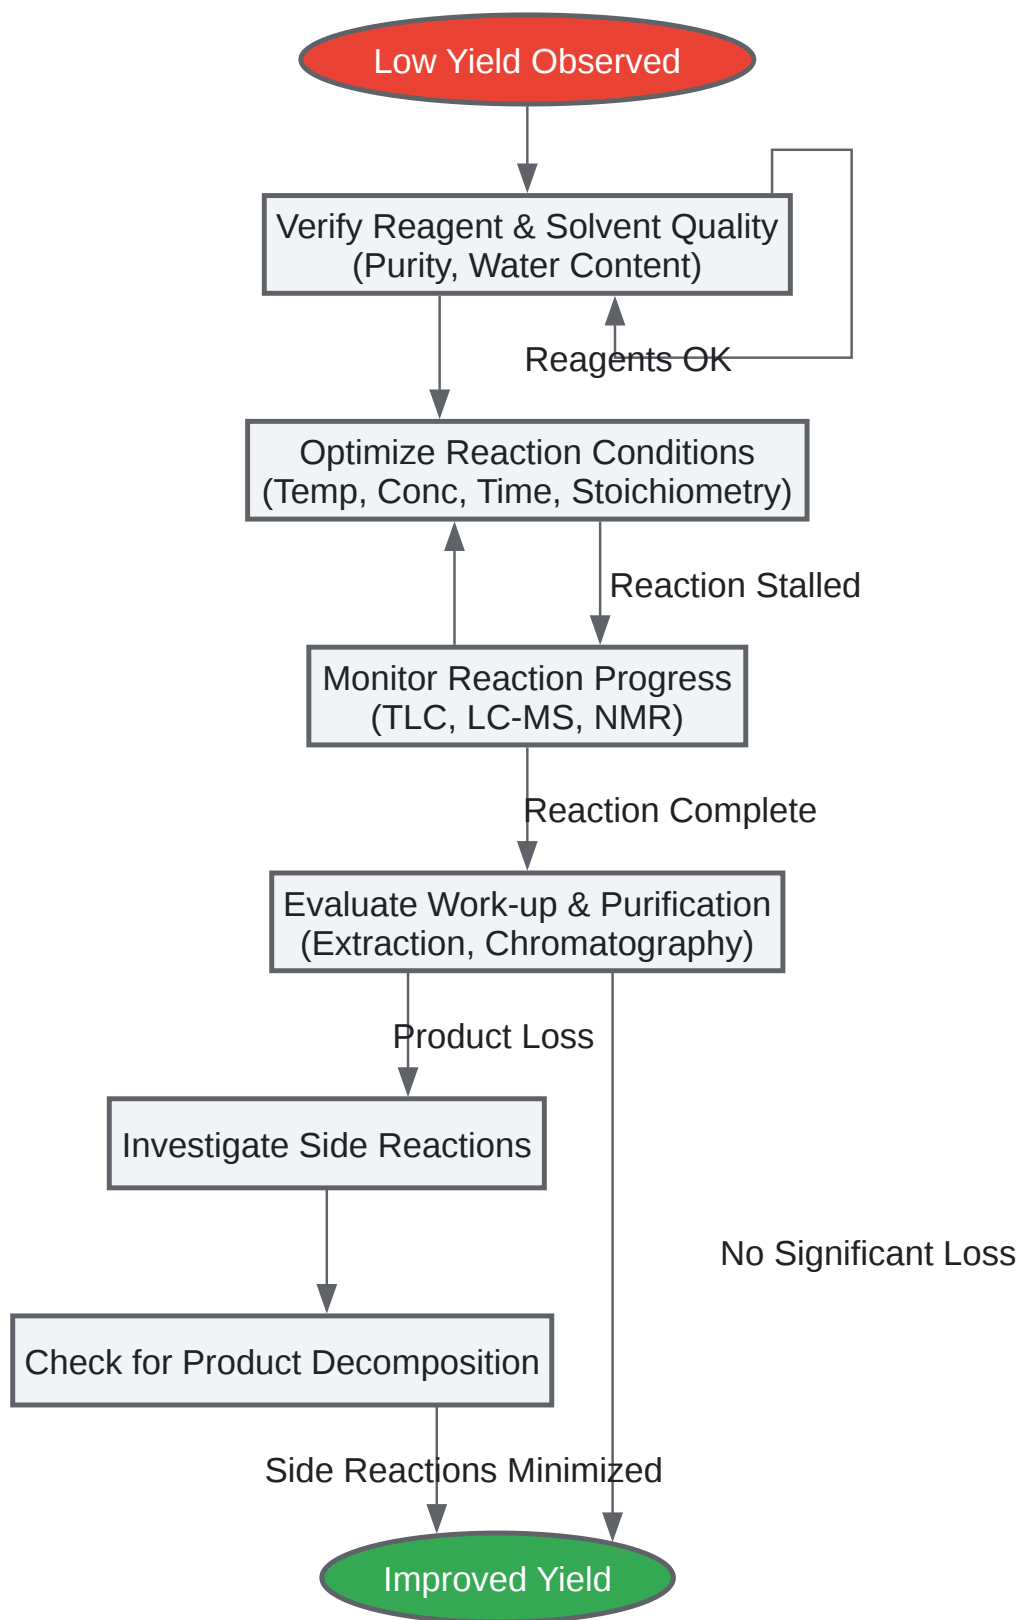 Low Yield Observed
Verify Reagent & Solvent Quality
(Purity, Water Content)
Reagents OK
Optimize Reaction Conditions
(Temp, Conc, Time, Stoichiometry)
Reaction Stalled
Monitor Reaction Progress
(TLC, LC-MS, NMR)
Reaction Complete
Evaluate Work-up & Purification
(Extraction, Chromatography)
Product Loss
Investigate Side Reactions
No Significant Loss
Check for Product Decomposition
Side Reactions Minimized
Improved Yield